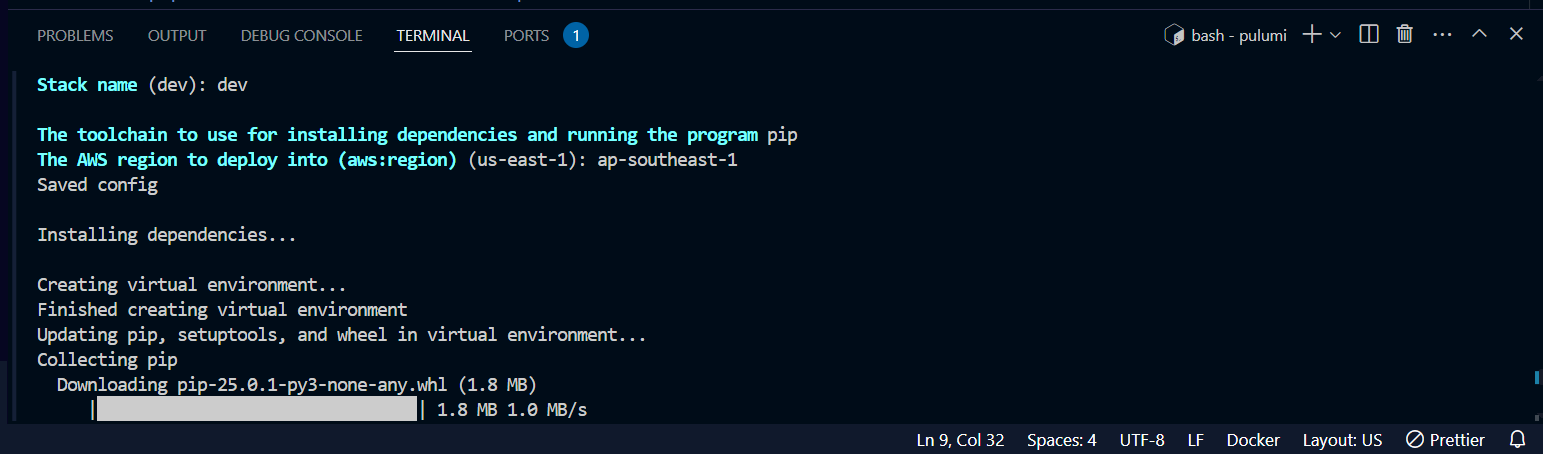 PROBLEMS OUTPUT DEBUG CONSOLE TERMINAL PORTS 1 bash - pulumi
Stack name (dev): dev
The toolchain to use for installing dependencies and running the program pip
The AWS region to deploy into (aws:region) (us-east-1): ap-southeast-1
Saved config
Installing dependencies...
Creating virtual environment...
Finished creating virtual environment
Updating pip, setuptools, and wheel in virtual environment...
Collecting pip
Downloading pip-25.0.1-py3-none-any.whl (1.8 MB)
| | 1.8 MB 1.0 MB/s
Ln 9, Col 32 Spaces: 4 UTF-8 LF Docker Layout: US Prettier